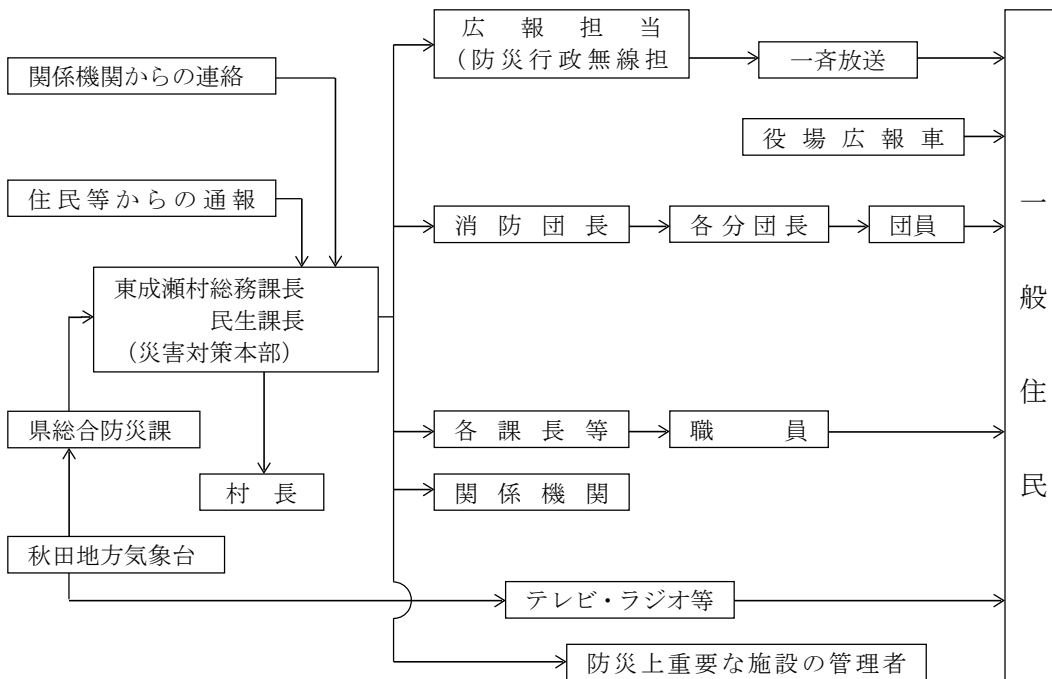 広報担当
（防災行政無線担
一斉放送
関係機関からの連絡
役場広報車
住民等からの通報
消防団長
各分団長
団員
東成瀬村総務課長
民生課長
（災害対策本部）
県総合防災課
各課長等
職員
村長
関係機関
秋田地方気象台
テレビ・ラジオ等
防災上重要な施設の管理者
一般住民